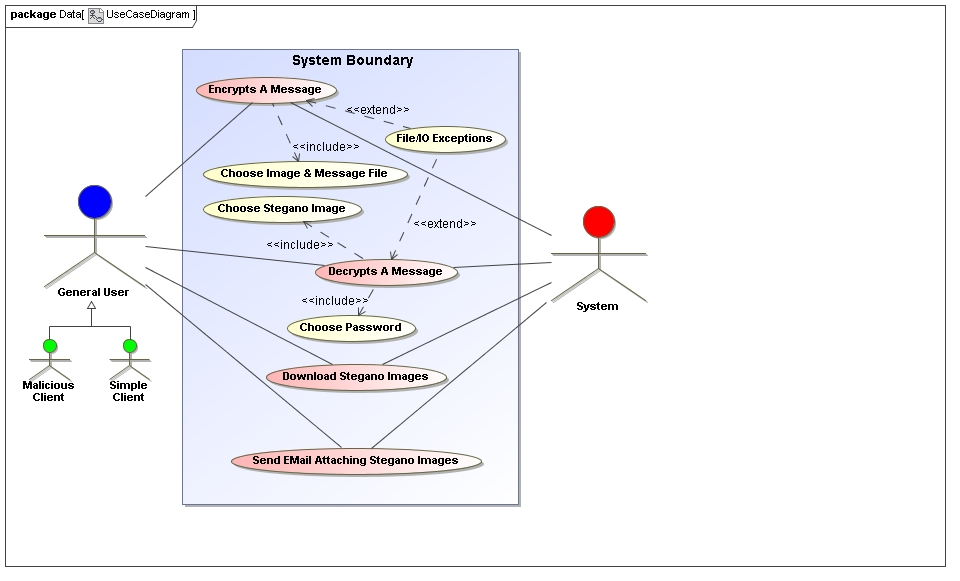 package Data[ UseCaseDiagram ]
System Boundary
Encrypts A Message
<<extend>>
File/IO Exceptions
<<include>>
Choose Image & Message File
Choose Stegano Image
<<extend>>
<<include>>
Decrypts A Message
General User
<<include>>
System
Choose Password
Download Stegano Images
Malicious
Client
Simple
Client
Send EMail Attaching Stegano Images